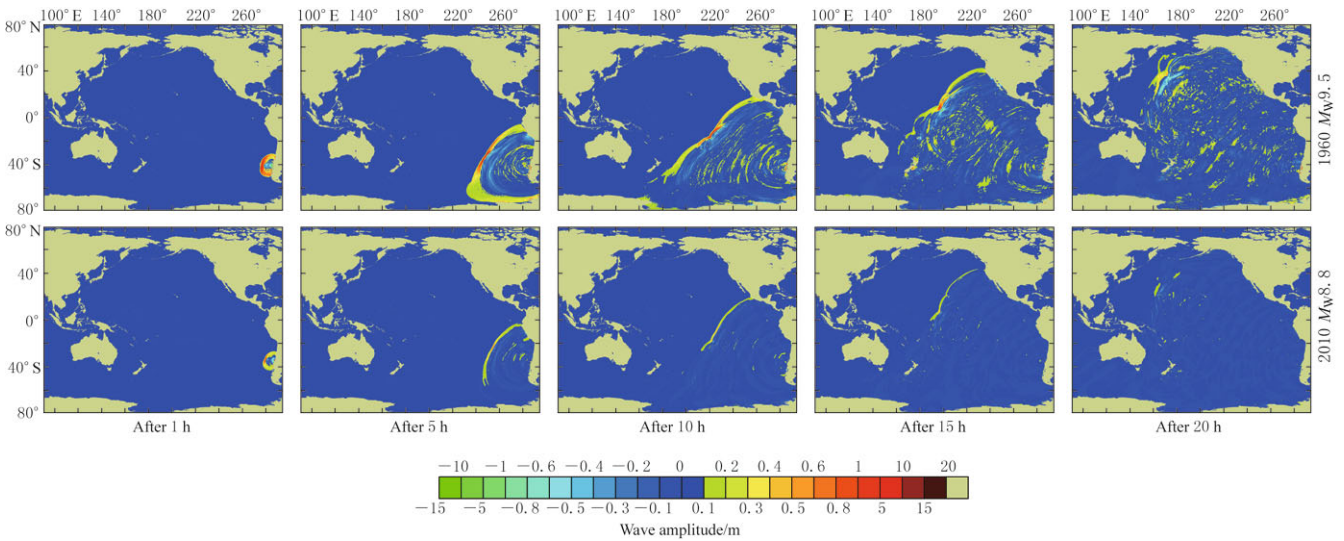 100° E 140° 180° 220° 260° 100° E 140° 180° 220° 260° 100° E 140° 180° 220° 260° 100° E 140° 180° 220° 260° 100° E 140° 180° 220° 260°
80° N
40°
0°
40° S
80°
1960 Mw9.5
80° N
40°
0°
40° S
80°
2010 Mw8.8
After 1 h After 5 h After 10 h After 15 h After 20 h
−10 −1 −0.6 −0.4 −0.2 0 0.2 0.4 0.6 1 10 20
−15 −5 −0.8 −0.5 −0.3 −0.1 0.1 0.3 0.5 0.8 5 15
Wave amplitude/m